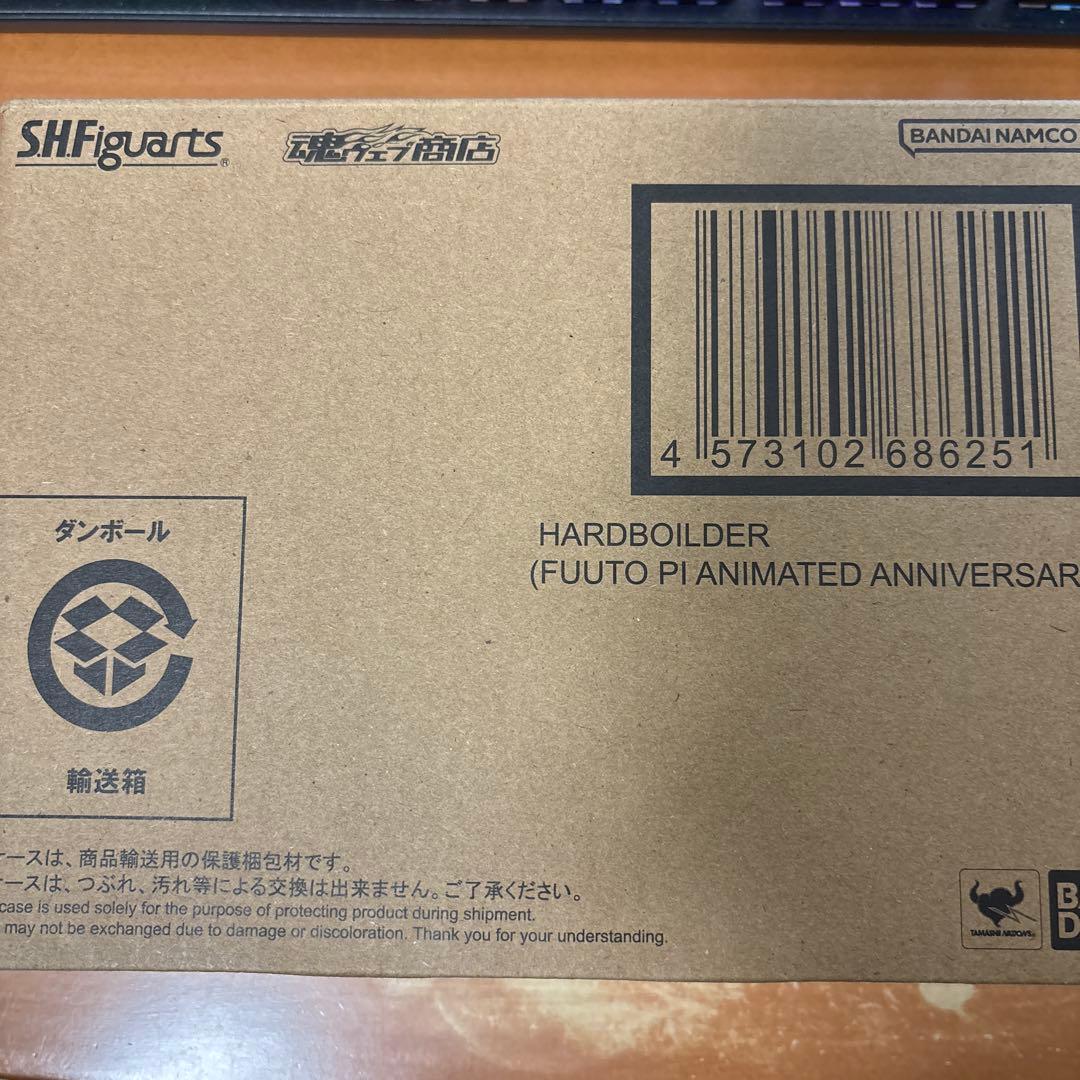 S.H.Figuarts®
魂ウェブ商店
BANDAI NAMCO
4 573102 686251
HARDBOILDER
(FUUTO PI ANIMATED ANNIVERSAR
ダンボール
輸送箱
ースは、商品輸送用の保護梱包材です。
ースは、つぶれ、汚れ等による交換は出来ません。ご了承ください。
case is used solely for the purpose of protecting product during shipment.
may not be exchanged due to damage or discoloration. Thank you for your understanding.
TAMASHII NATIONS